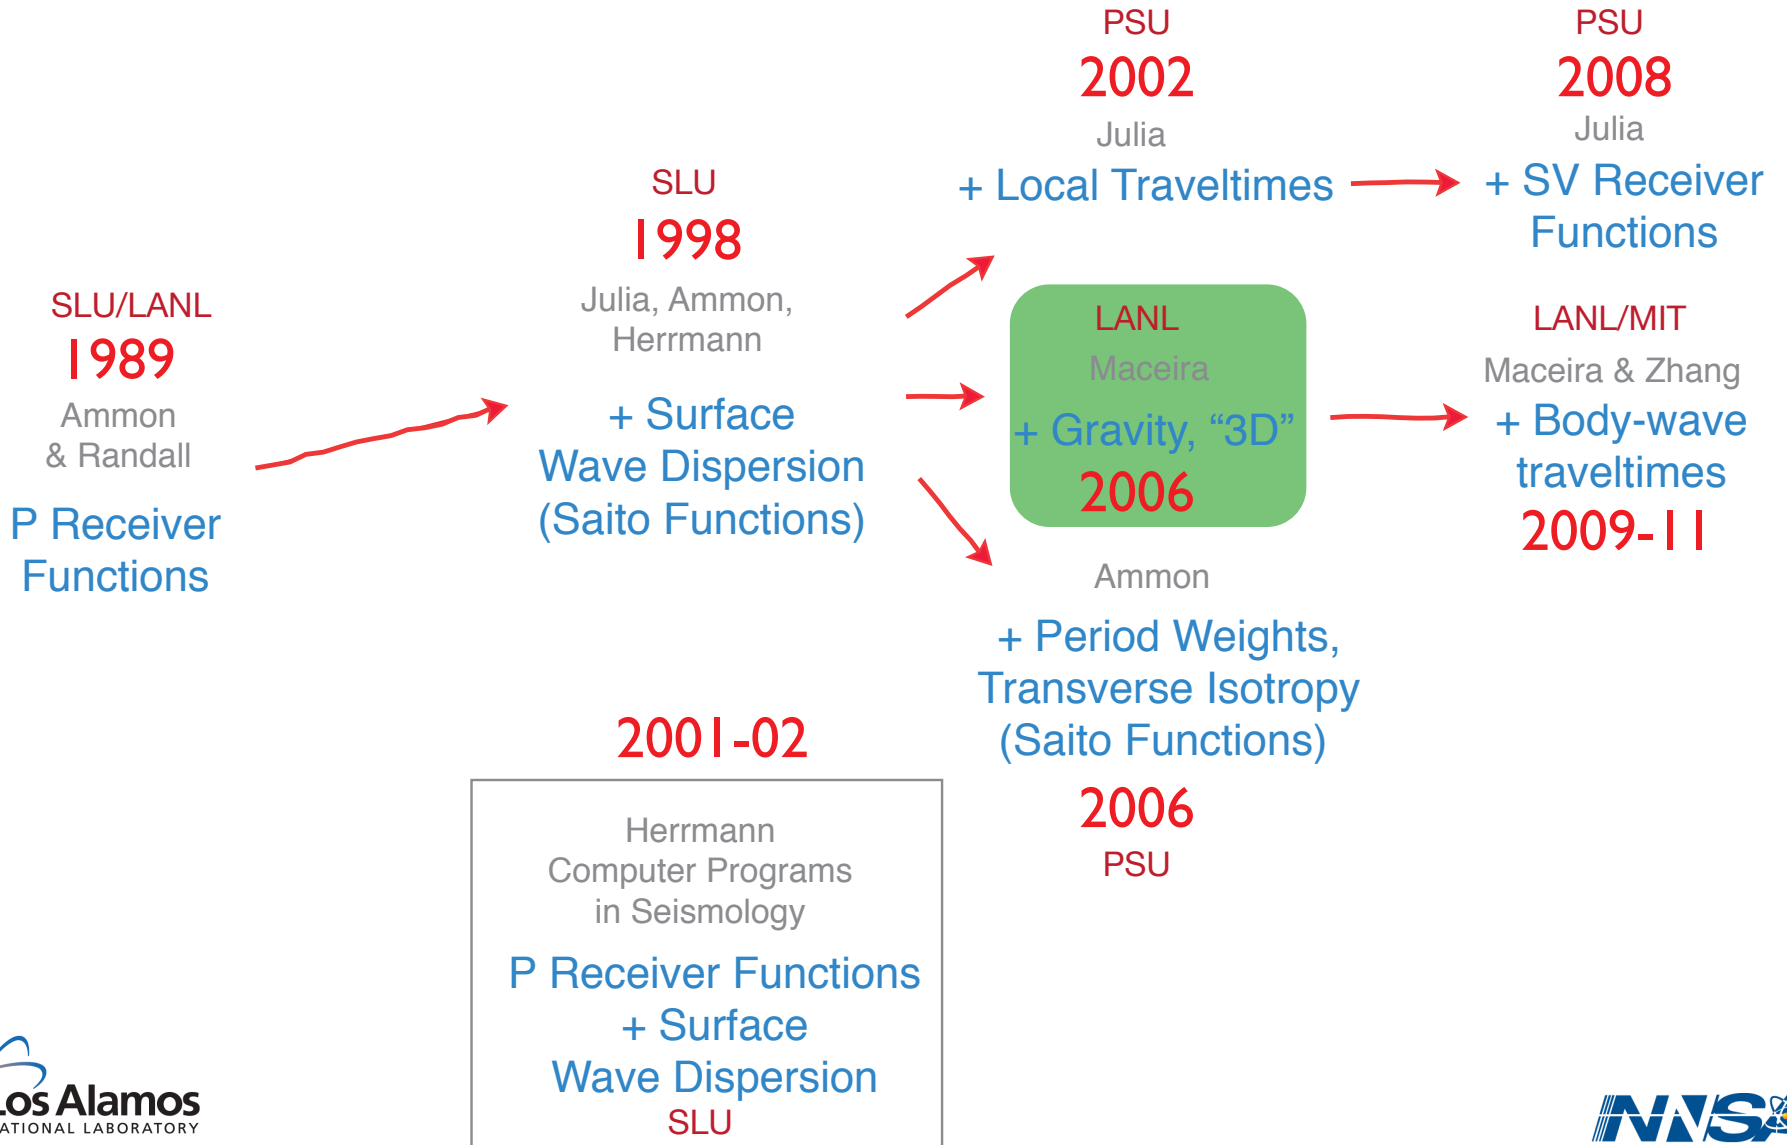 SLU/LANL
1989
Ammon
& Randall
P Receiver
Functions
SLU
1998
Julia, Ammon,
Herrmann
+ Surface
Wave Dispersion
(Saito Functions)
PSU
2002
Julia
+ Local Traveltimes
PSU
2008
Julia
+ SV Receiver
Functions
LANL
Maceira
+ Gravity, “3D”
2006
LANL/MIT
Maceira & Zhang
+ Body-wave
traveltimes
2009-11
Ammon
+ Period Weights,
Transverse Isotropy
(Saito Functions)
2006
PSU
2001-02
Herrmann
Computer Programs
in Seismology
P Receiver Functions
+ Surface
Wave Dispersion
SLU
Los Alamos
NATIONAL LABORATORY
NNSA